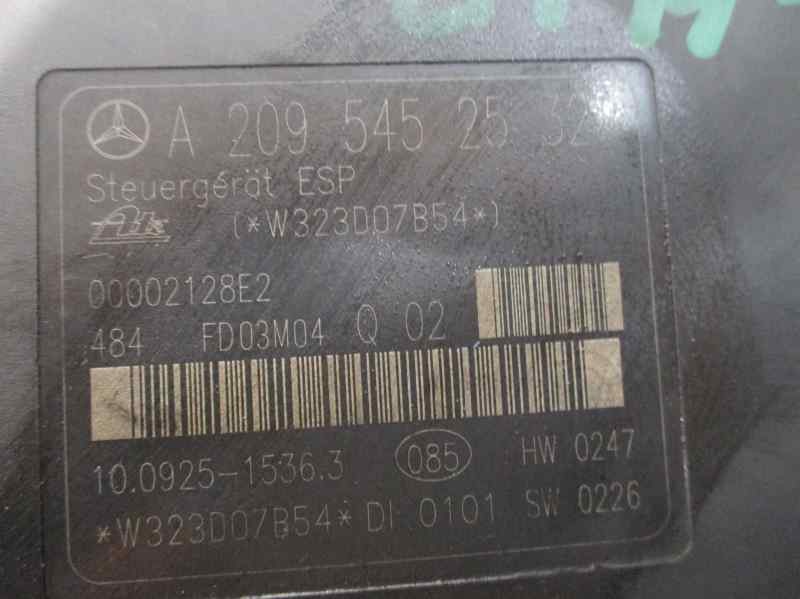 A 209 545 25 32
Steuergerät ESP
Ate (*W323D07B54*)
00002128E2
484 FD03M04 Q 02
10.0925-1536.3 085 HW 0247
*W323D07B54* DI 0101 SW 0226